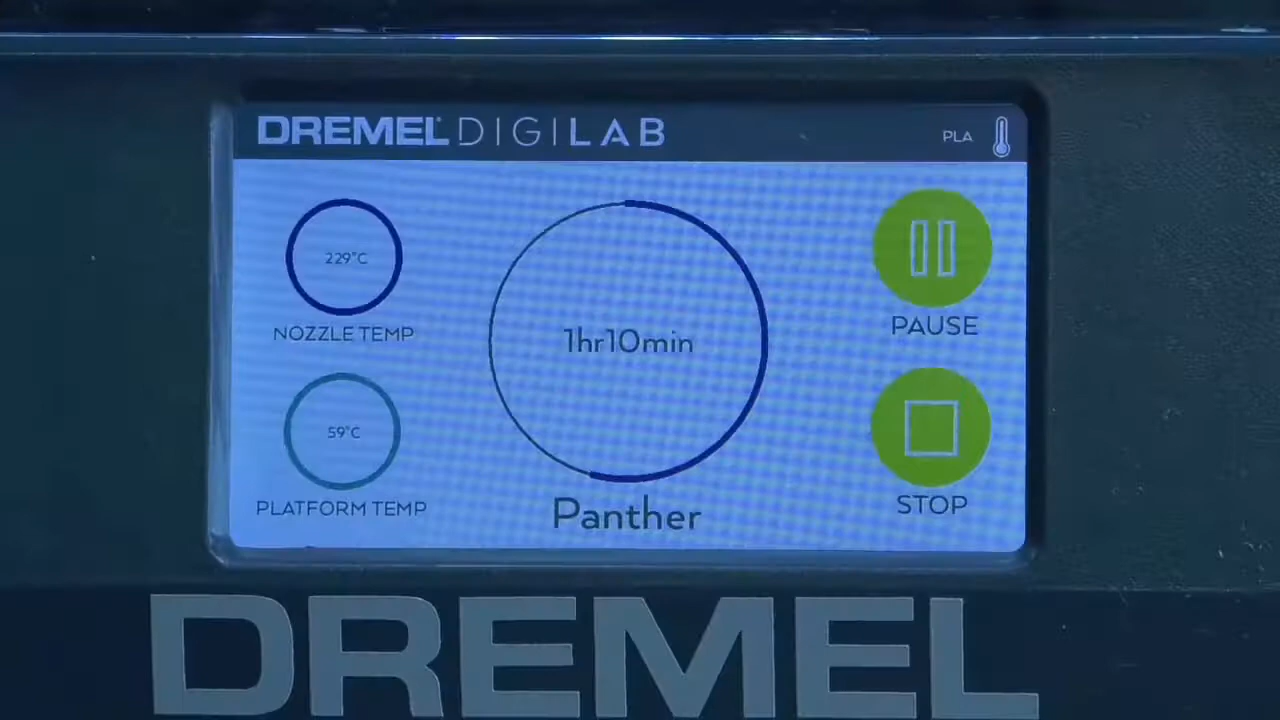 DREMEL DIGILAB
PLA
229°C
NOZZLE TEMP
59°C
PLATFORM TEMP
1hr10min
Panther
PAUSE
STOP
DREMEL